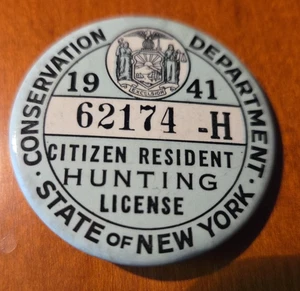 CONSERVATION DEPARTMENT
EXCELSIOR
19 41
62174 -H
CITIZEN RESIDENT
HUNTING
LICENSE
· STATE OF NEW YORK ·